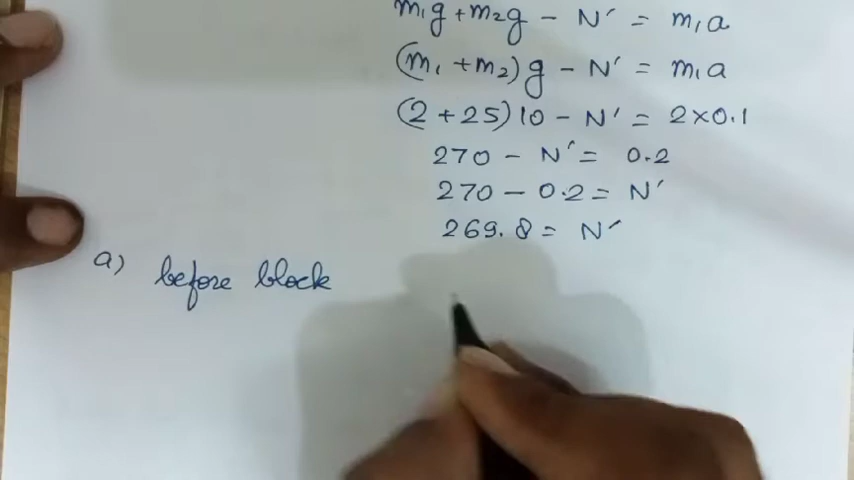 m₁g + m₂g - N' = m₁a
(m₁ + m₂)g - N' = m₁a
(2 + 25)10 - N' = 2×0.1
270 - N' = 0.2
270 - 0.2 = N'
269.8 = N'
a) before block